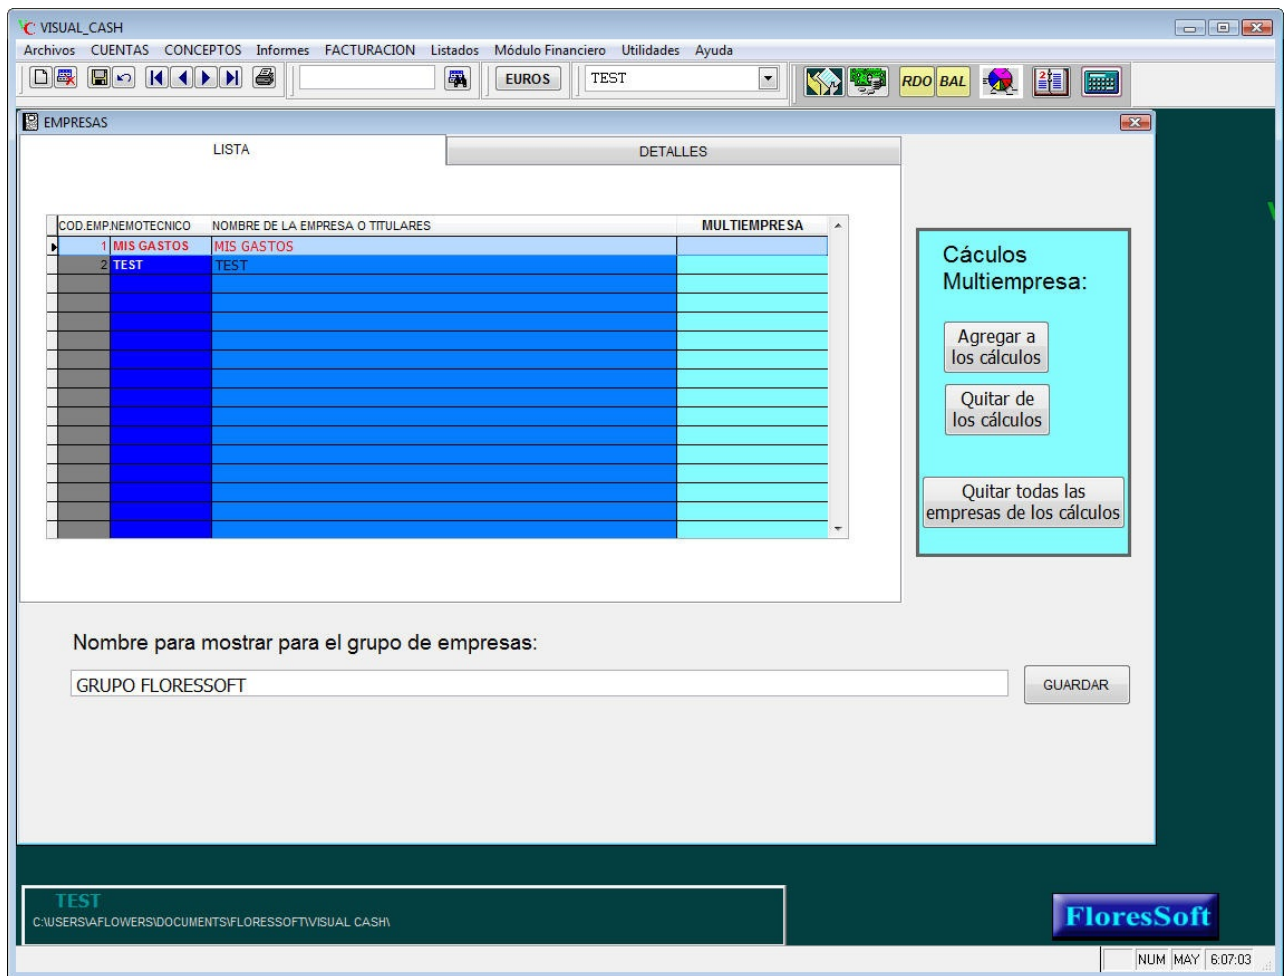 VISUAL_CASH
Archivos CUENTAS CONCEPTOS Informes FACTURACION Listados Módulo Financiero Utilidades Ayuda
EUROS TEST RDO BAL
EMPRESAS
LISTA DETALLES
COD.EMP NEMOTECNICO NOMBRE DE LA EMPRESA O TITULARES MULTIEMPRESA
1 MIS GASTOS MIS GASTOS
2 TEST TEST
Cáculos
Multiempresa:
Agregar a
los cálculos
Quitar de
los cálculos
Quitar todas las
empresas de los cálculos
Nombre para mostrar para el grupo de empresas:
GRUPO FLORESSOFT GUARDAR
TEST
C:\USERS\AFLOWERS\DOCUMENTS\FLORESSOFT\VISUAL CASH\
FloresSoft
NUM MAY 6:07:03